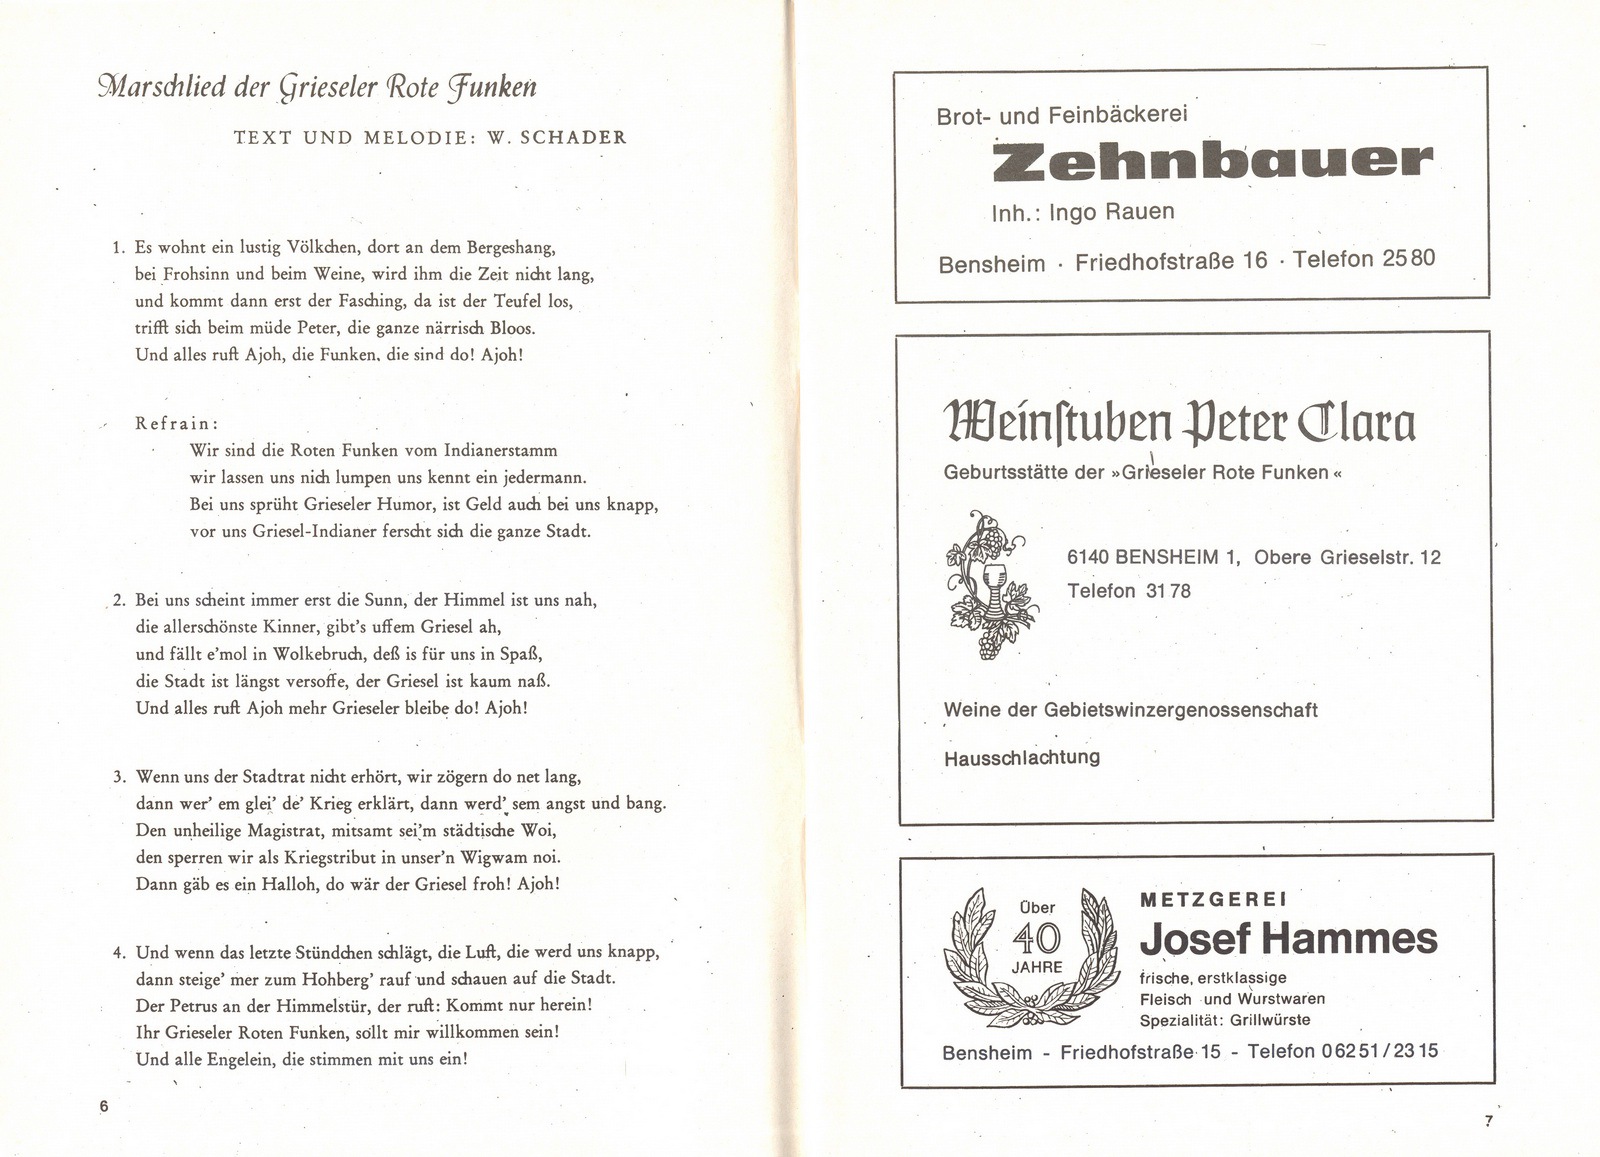 Marschlied der Grieseler Rote Funken
TEXT UND MELODIE: W. SCHADER
1. Es wohnt ein lustig Völkchen, dort an dem Bergeshang,
bei Frohsinn und beim Weine, wird ihm die Zeit nicht lang,
und kommt dann erst der Fasching, da ist der Teufel los,
trifft sich beim müde Peter, die ganze närrisch Bloos.
Und alles ruft Ajoh, die Funken, die sind do! Ajoh!
Refrain:
Wir sind die Roten Funken vom Indianerstamm
wir lassen uns nich lumpen uns kennt ein jedermann.
Bei uns sprüht Grieseler Humor, ist Geld auch bei uns knapp,
vor uns Griesel-Indianer ferscht sich die ganze Stadt.
2. Bei uns scheint immer erst die Sunn, der Himmel ist uns nah,
die allerschönste Kinner, gibt's uffem Griesel ah,
und fällt e'mol in Wolkebruch, deß is für uns in Spaß,
die Stadt ist längst versoffe, der Griesel ist kaum naß.
Und alles ruft Ajoh mehr Grieseler bleibe do! Ajoh!
3. Wenn uns der Stadtrat nicht erhört, wir zögern do net lang,
dann wer' em glei' de' Krieg erklärt, dann werd' sem angst und bang.
Den unheilige Magistrat, mitsamt sei'm städtische Woi,
den sperren wir als Kriegstribut in unser'n Wigwam noi.
Dann gäb es ein Halloh, do wär der Griesel froh! Ajoh!
4. Und wenn das letzte Stündchen schlägt, die Luft, die werd uns knapp,
dann steige' mer zum Hohberg' rauf und schauen auf die Stadt.
Der Petrus an der Himmelstür, der ruft: Kommt nur herein!
Ihr Grieseler Roten Funken, sollt mir willkommen sein!
Und alle Engelein, die stimmen mit uns ein!
6
Brot- und Feinbäckerei
Zehnbauer
Inh.: Ingo Rauen
Bensheim · Friedhofstraße 16 · Telefon 25 80
Weinstuben Peter Clara
Geburtsstätte der »Grieseler Rote Funken«
6140 BENSHEIM 1, Obere Grieselstr. 12
Telefon 31 78
Weine der Gebietswinzergenossenschaft
Hausschlachtung
Über
40
JAHRE
METZGEREI
Josef Hammes
frische, erstklassige
Fleisch und Wurstwaren
Spezialität: Grillwürste
Bensheim - Friedhofstraße 15 - Telefon 0 62 51 / 23 15
7